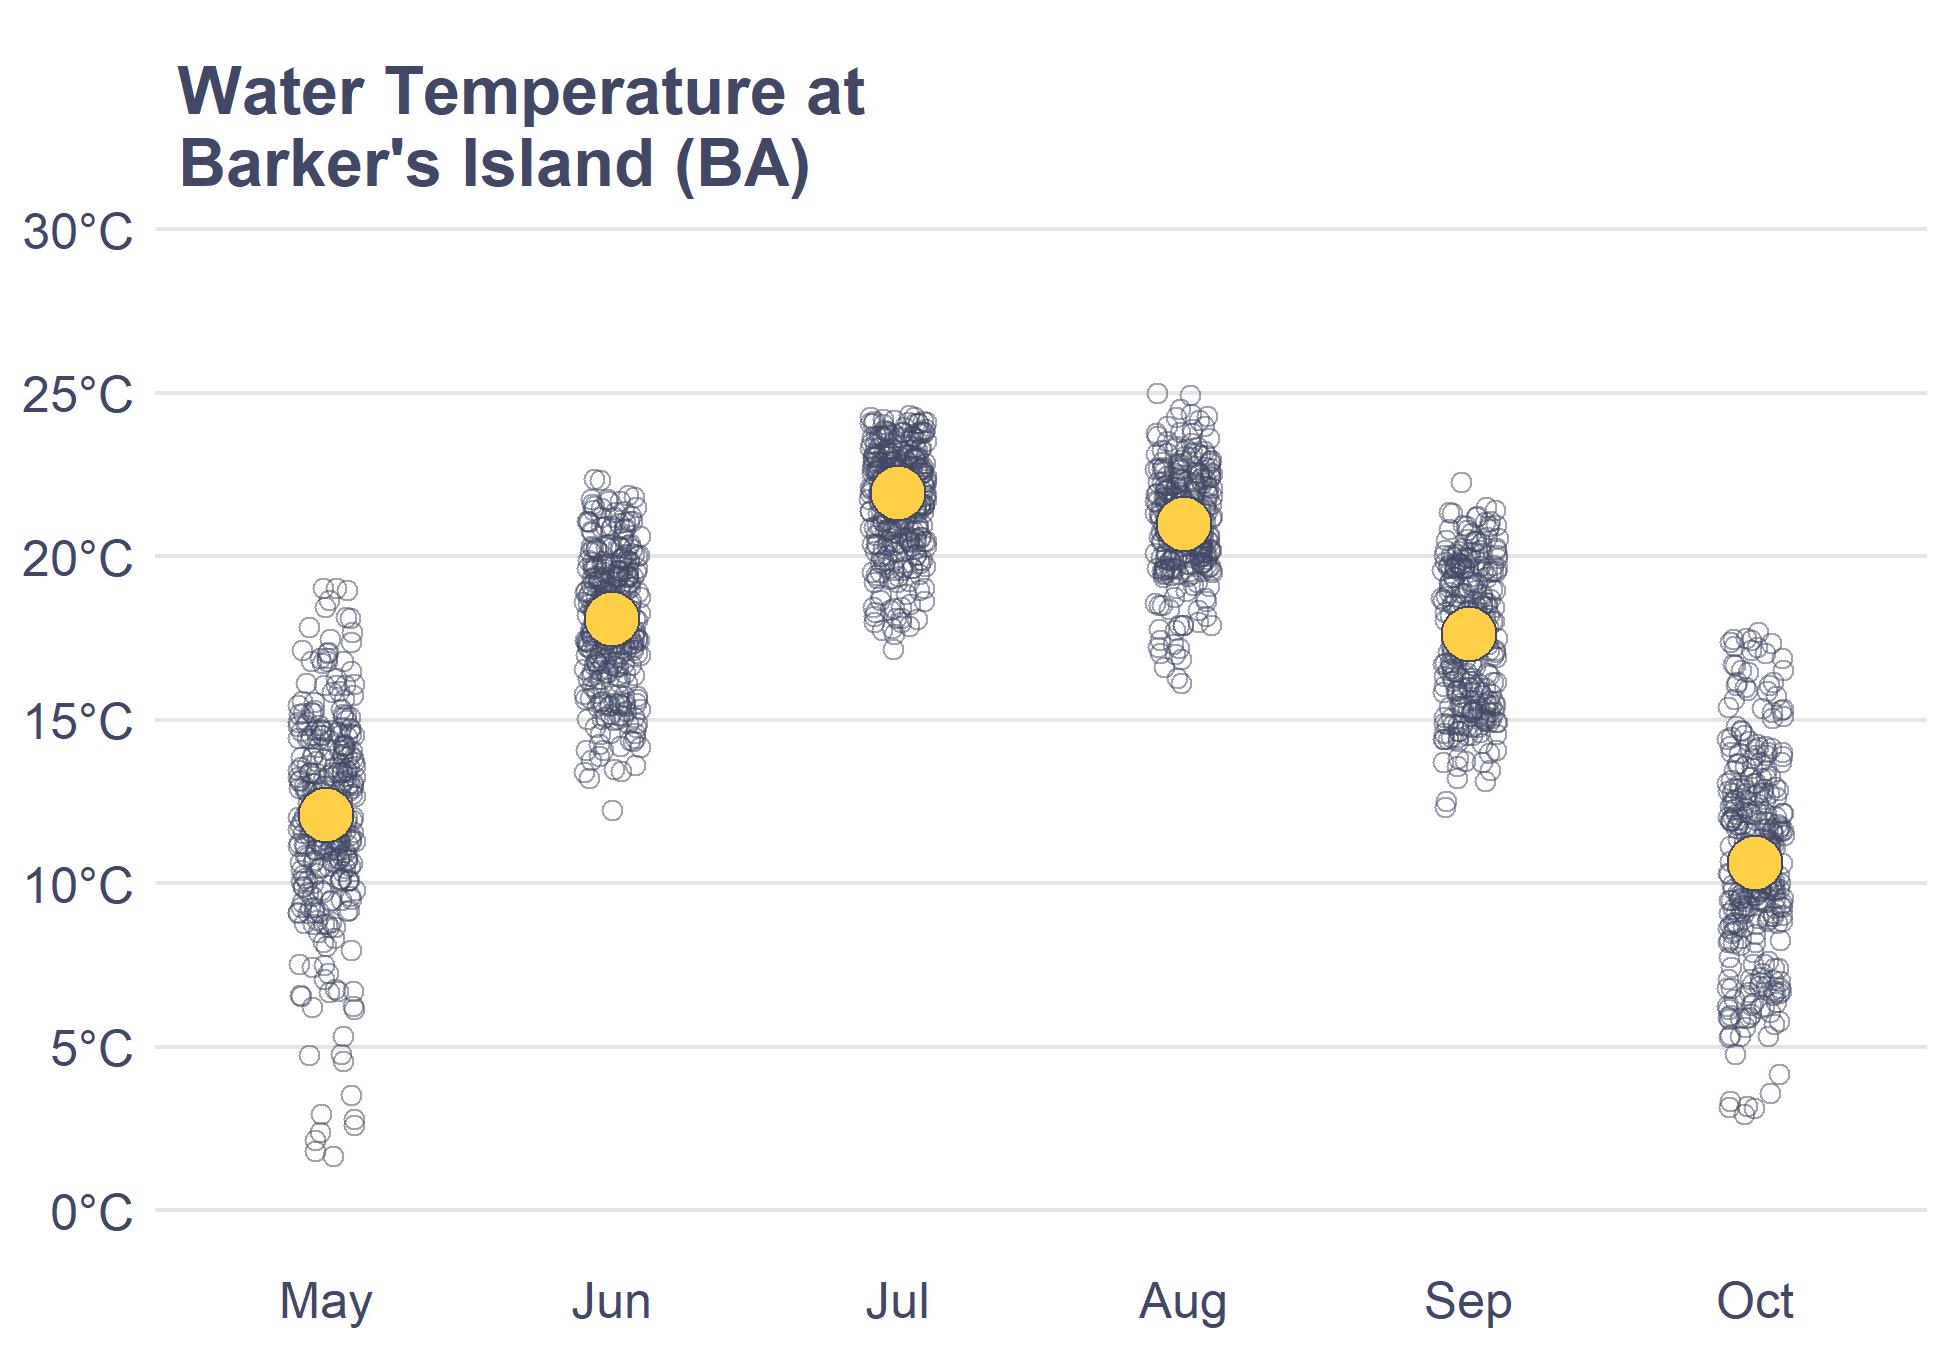 Water Temperature at
Barker's Island (BA)
30°C
25°C
20°C
15°C
10°C
5°C
0°C
May Jun Jul Aug Sep Oct